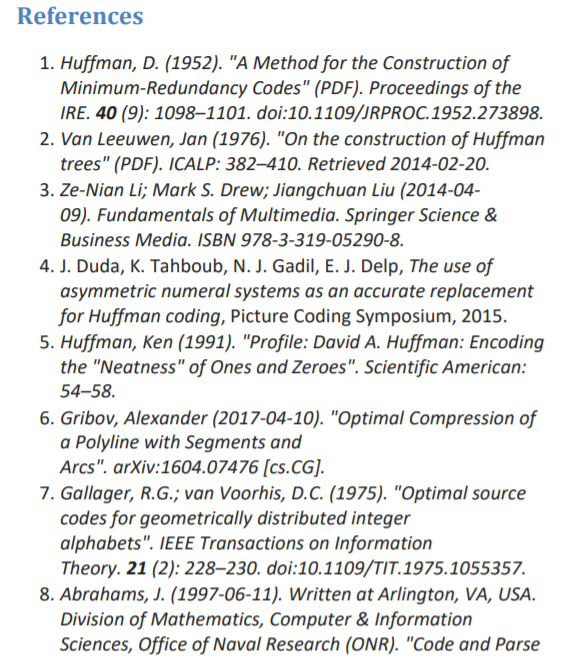 References
1. Huffman, D. (1952). "A Method for the Construction of
Minimum-Redundancy Codes" (PDF). Proceedings of the
IRE. 40 (9): 1098–1101. doi:10.1109/JRPROC.1952.273898.
2. Van Leeuwen, Jan (1976). "On the construction of Huffman
trees" (PDF). ICALP: 382–410. Retrieved 2014-02-20.
3. Ze-Nian Li; Mark S. Drew; Jiangchuan Liu (2014-04-
09). Fundamentals of Multimedia. Springer Science &
Business Media. ISBN 978-3-319-05290-8.
4. J. Duda, K. Tahboub, N. J. Gadil, E. J. Delp, The use of
asymmetric numeral systems as an accurate replacement
for Huffman coding, Picture Coding Symposium, 2015.
5. Huffman, Ken (1991). "Profile: David A. Huffman: Encoding
the "Neatness" of Ones and Zeroes". Scientific American:
54–58.
6. Gribov, Alexander (2017-04-10). "Optimal Compression of
a Polyline with Segments and
Arcs". arXiv:1604.07476 [cs.CG].
7. Gallager, R.G.; van Voorhis, D.C. (1975). "Optimal source
codes for geometrically distributed integer
alphabets". IEEE Transactions on Information
Theory. 21 (2): 228–230. doi:10.1109/TIT.1975.1055357.
8. Abrahams, J. (1997-06-11). Written at Arlington, VA, USA.
Division of Mathematics, Computer & Information
Sciences, Office of Naval Research (ONR). "Code and Parse